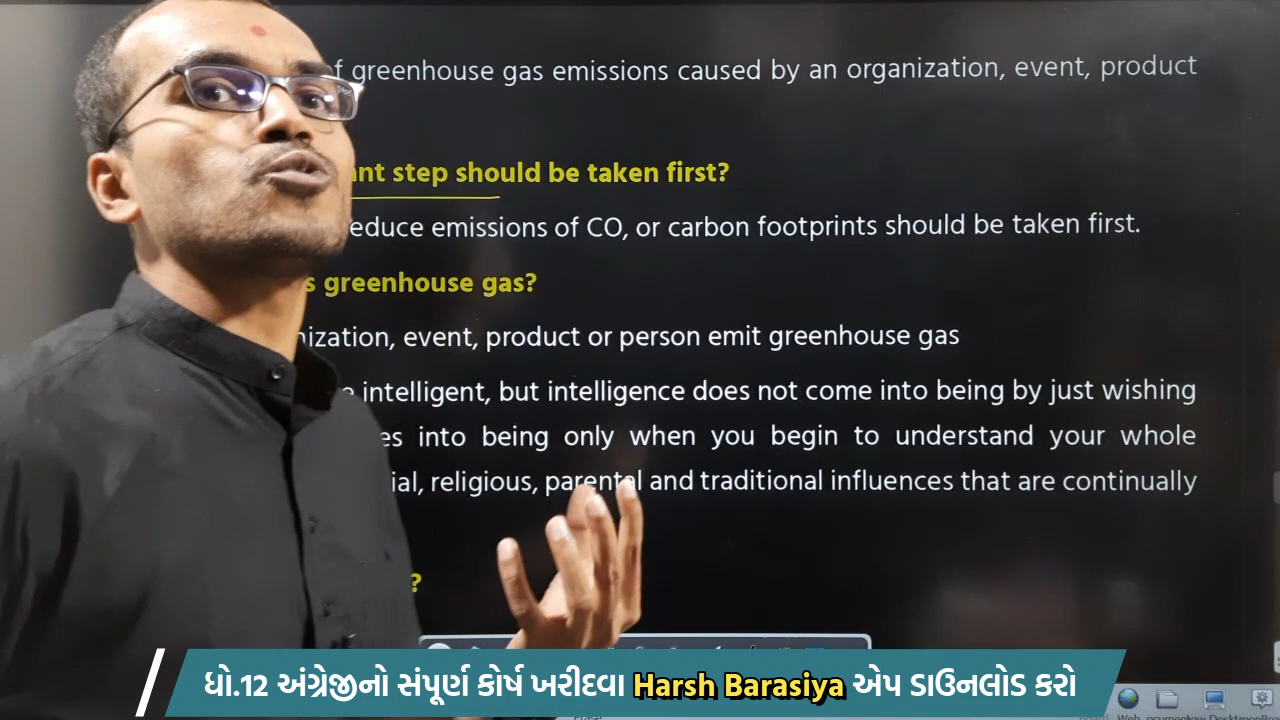 of greenhouse gas emissions caused by an organization, event, product
ant step should be taken first?
educe emissions of CO, or carbon footprints should be taken first.
s greenhouse gas?
nization, event, product or person emit greenhouse gas
e intelligent, but intelligence does not come into being by just wishing
es into being only when you begin to understand your whole
ial, religious, parental and traditional influences that are continually
?
ધો.12 અંગ્રેજીનો સંપૂર્ણ કોર્ષ ખરીદવા Harsh Barasiya એપ ડાઉનલોડ કરો